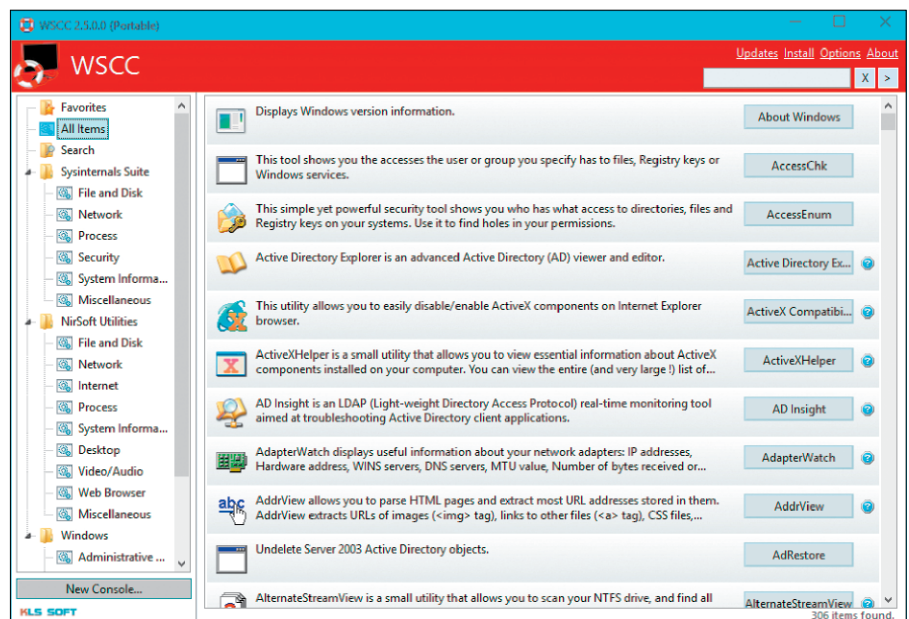 WSCC 2.5.0.0 (Portable)
WSCC
Updates Install Options About
X >
Favorites
All Items
Search
Sysinternals Suite
File and Disk
Network
Process
Security
System Informa...
Miscellaneous
NirSoft Utilities
File and Disk
Network
Internet
Process
System Informa...
Desktop
Video/Audio
Web Browser
Miscellaneous
Windows
Administrative ...
New Console...
KLS SOFT
Displays Windows version information.
About Windows
This tool shows you the accesses the user or group you specify has to files, Registry keys or
Windows services.
AccessChk
This simple yet powerful security tool shows you who has what access to directories, files and
Registry keys on your systems. Use it to find holes in your permissions.
AccessEnum
Active Directory Explorer is an advanced Active Directory (AD) viewer and editor.
Active Directory Ex...
This utility allows you to easily disable/enable ActiveX components on Internet Explorer
browser.
ActiveX Compatibi...
ActiveXHelper is a small utility that allows you to view essential information about ActiveX
components installed on your computer. You can view the entire (and very large !) list of...
ActiveXHelper
AD Insight is an LDAP (Light-weight Directory Access Protocol) real-time monitoring tool
aimed at troubleshooting Active Directory client applications.
AD Insight
AdapterWatch displays useful information about your network adapters: IP addresses,
Hardware address, WINS servers, DNS servers, MTU value, Number of bytes received or...
AdapterWatch
abc
AddrView allows you to parse HTML pages and extract most URL addresses stored in them.
AddrView extracts URLs of images (<img> tag), links to other files (<a> tag), CSS files,...
AddrView
Undelete Server 2003 Active Directory objects.
AdRestore
AlternateStreamView is a small utility that allows you to scan your NTFS drive, and find all
AlternateStreamView
306 items found.